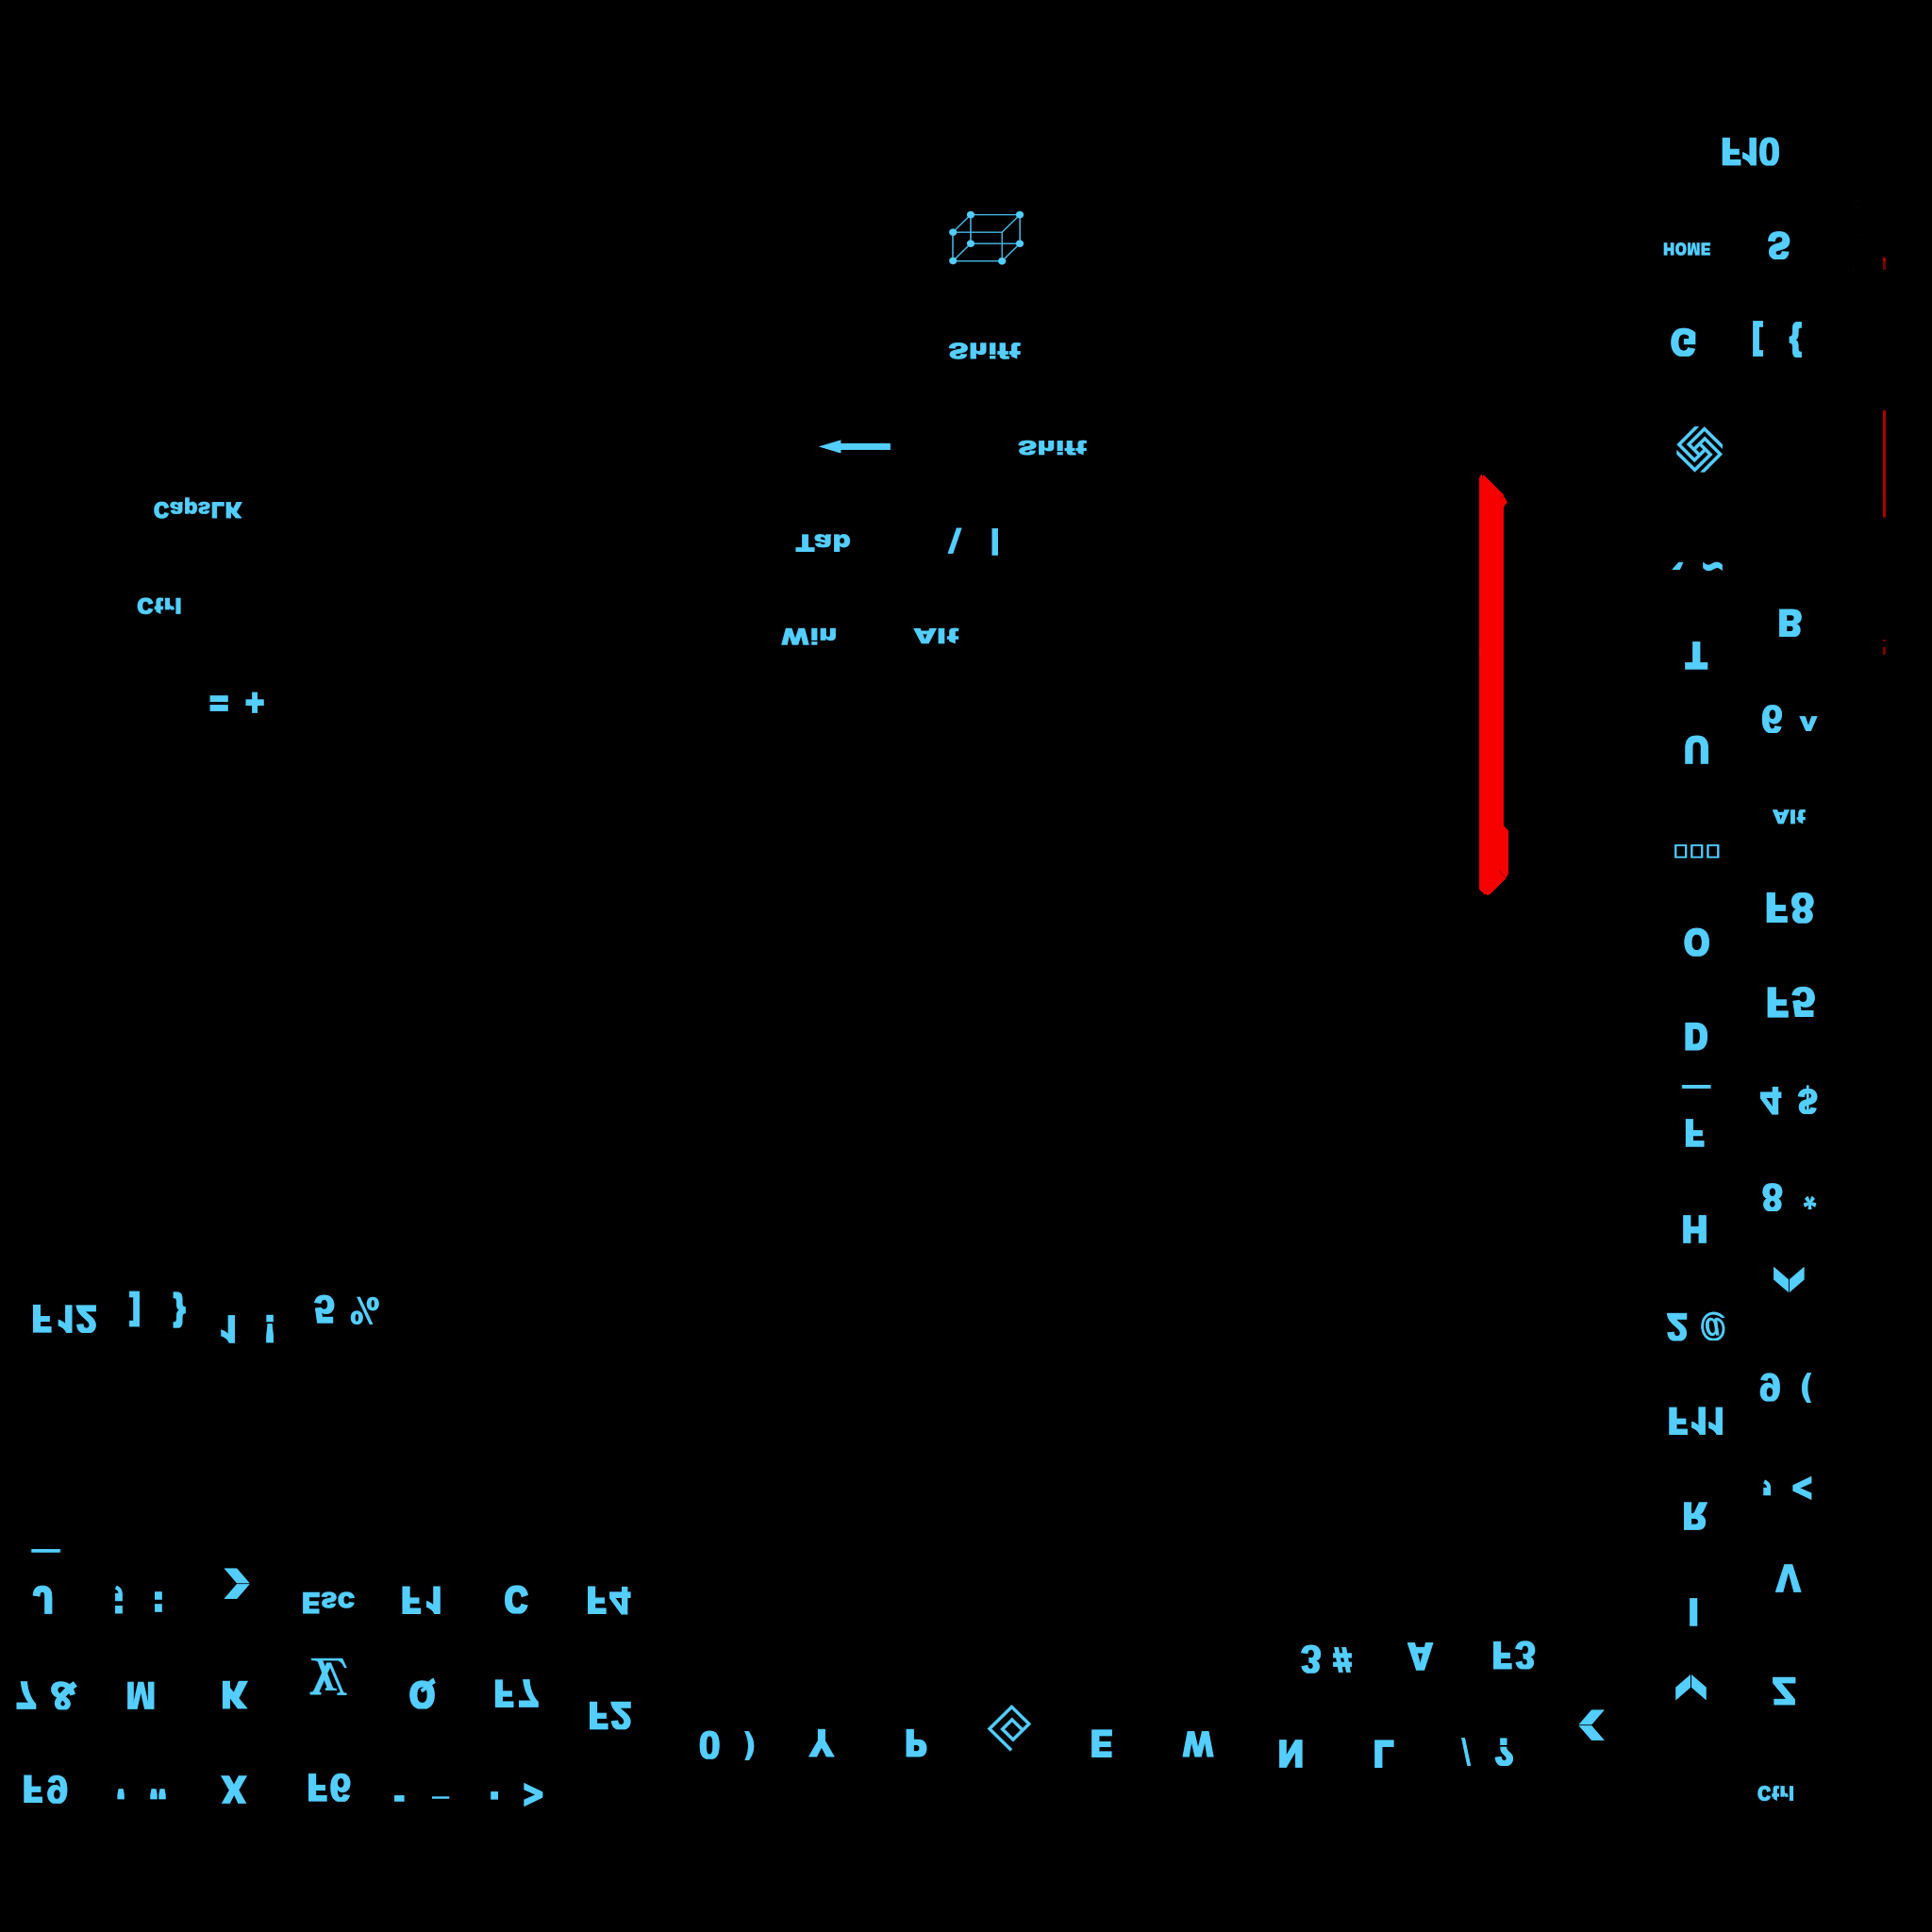 F10
HOME S
Shift
G [ {
Shift
CapsLK
Tab \ |
` ~
Ctrl
B
Win Alt
T
= +
6 ^
U
Alt
F8
O
F5
D
4 $
F
8 *
H
F12 ] } 1 ! 5 %
2 @
9 (
F11
, <
R
V
J ; : Esc F1 C F4
I
3 # A F3
7 & M K Q F7
Z
F2
0 ) Y P E W N L / ?
F9 ' " X F6 - _ . >
Ctrl